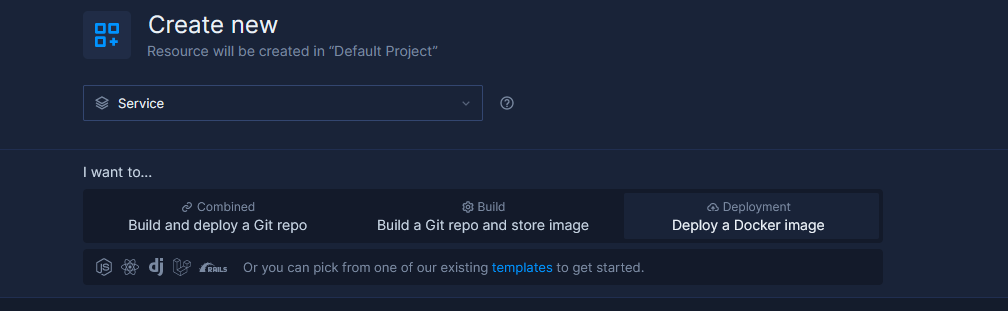 Create new
Resource will be created in “Default Project”
Service
I want to...
Combined
Build and deploy a Git repo
Build
Build a Git repo and store image
Deployment
Deploy a Docker image
JS
dj
RAILS
Or you can pick from one of our existing templates to get started.